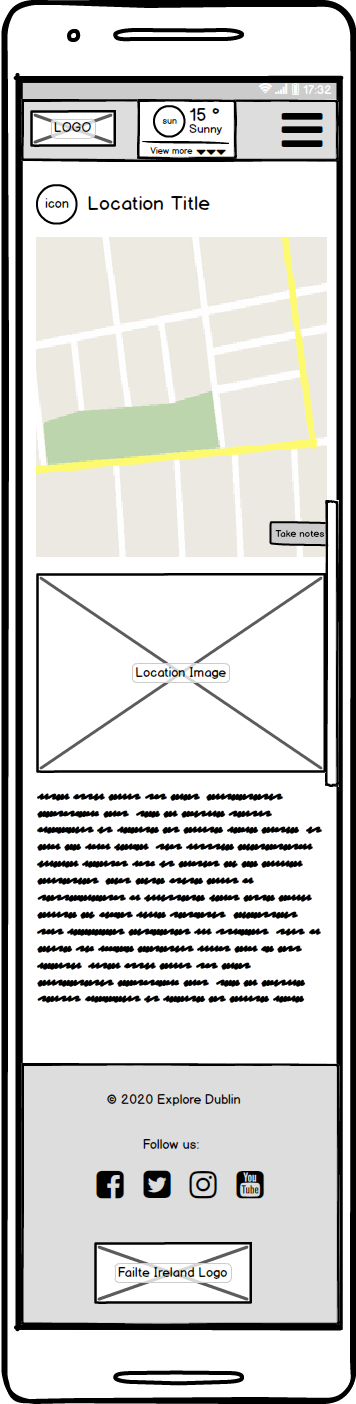 17:32
LOGO
sun
15 °
Sunny
View more
icon
Location Title
Take notes
Location Image
© 2020 Explore Dublin
Follow us:
You
Tube
Failte Ireland Logo